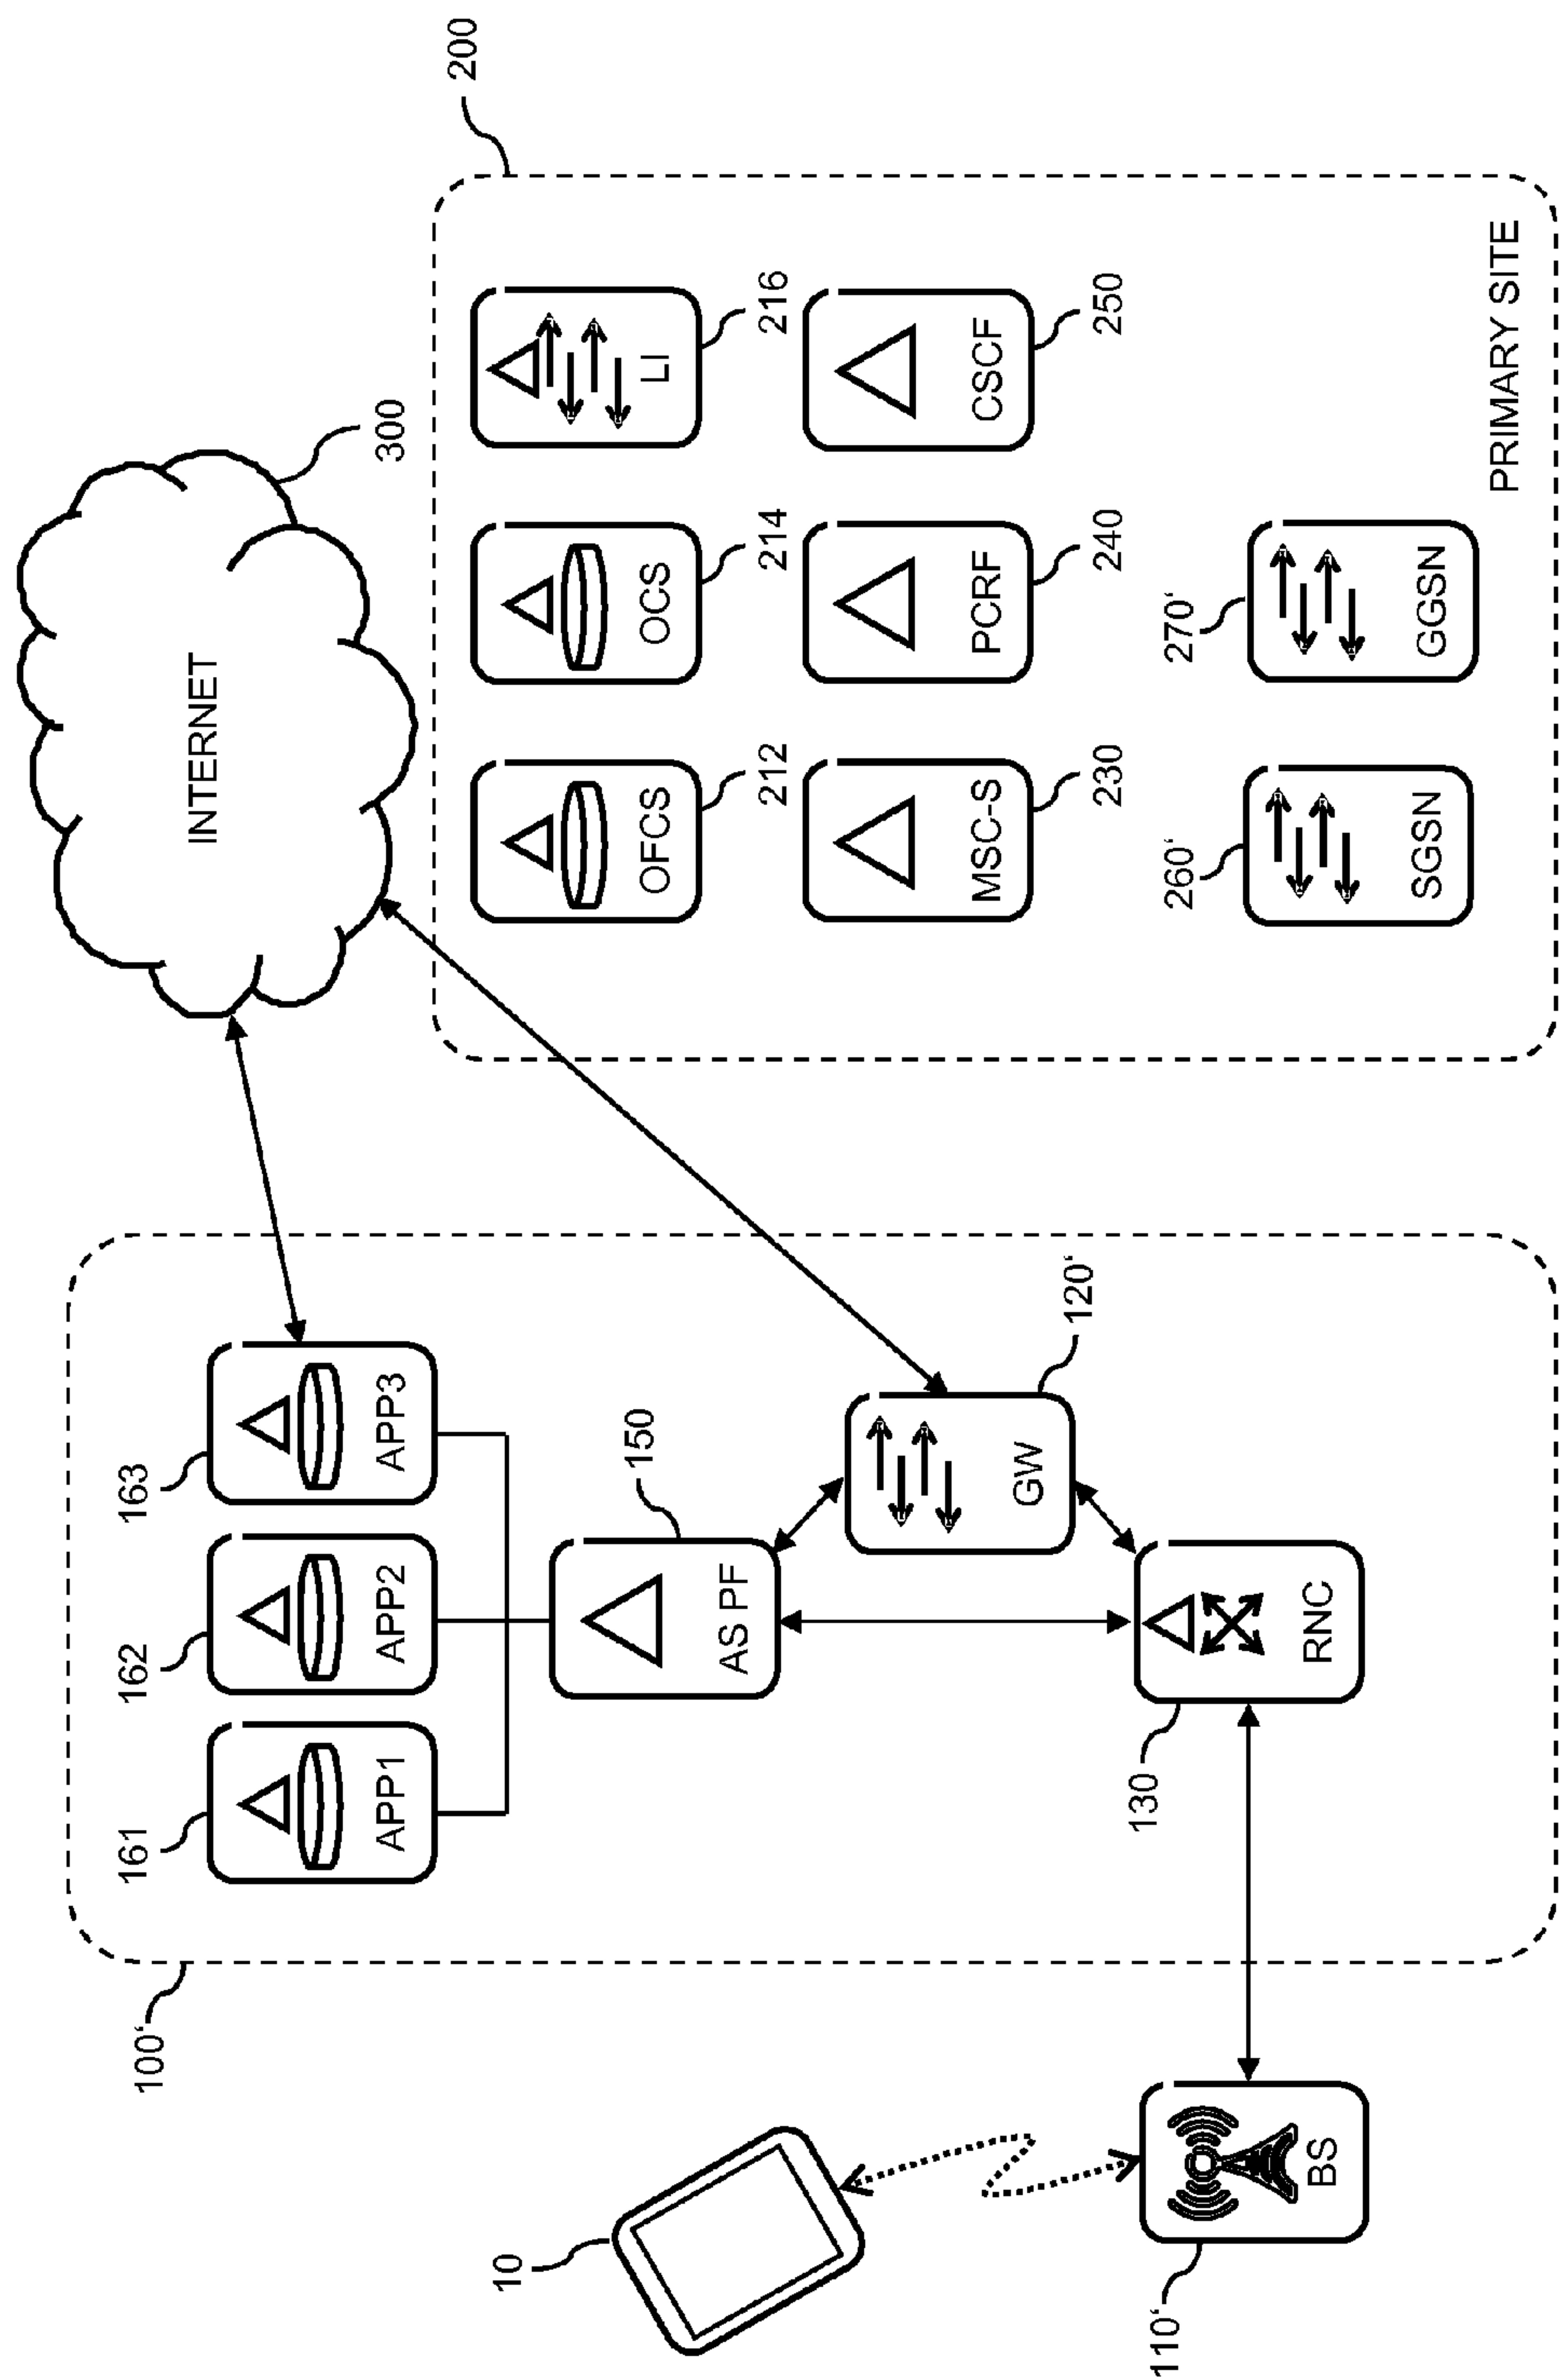 INTERNET
300
200
100‘
161
162
163
APP1
APP2
APP3
OFCS
OCS
LI
212
214
216
10
150
AS PF
MSC-S
PCRF
CSCF
230
240
250
GW
120‘
110‘
BS
130
RNC
260‘
270‘
SGSN
GGSN
PRIMARY SITE